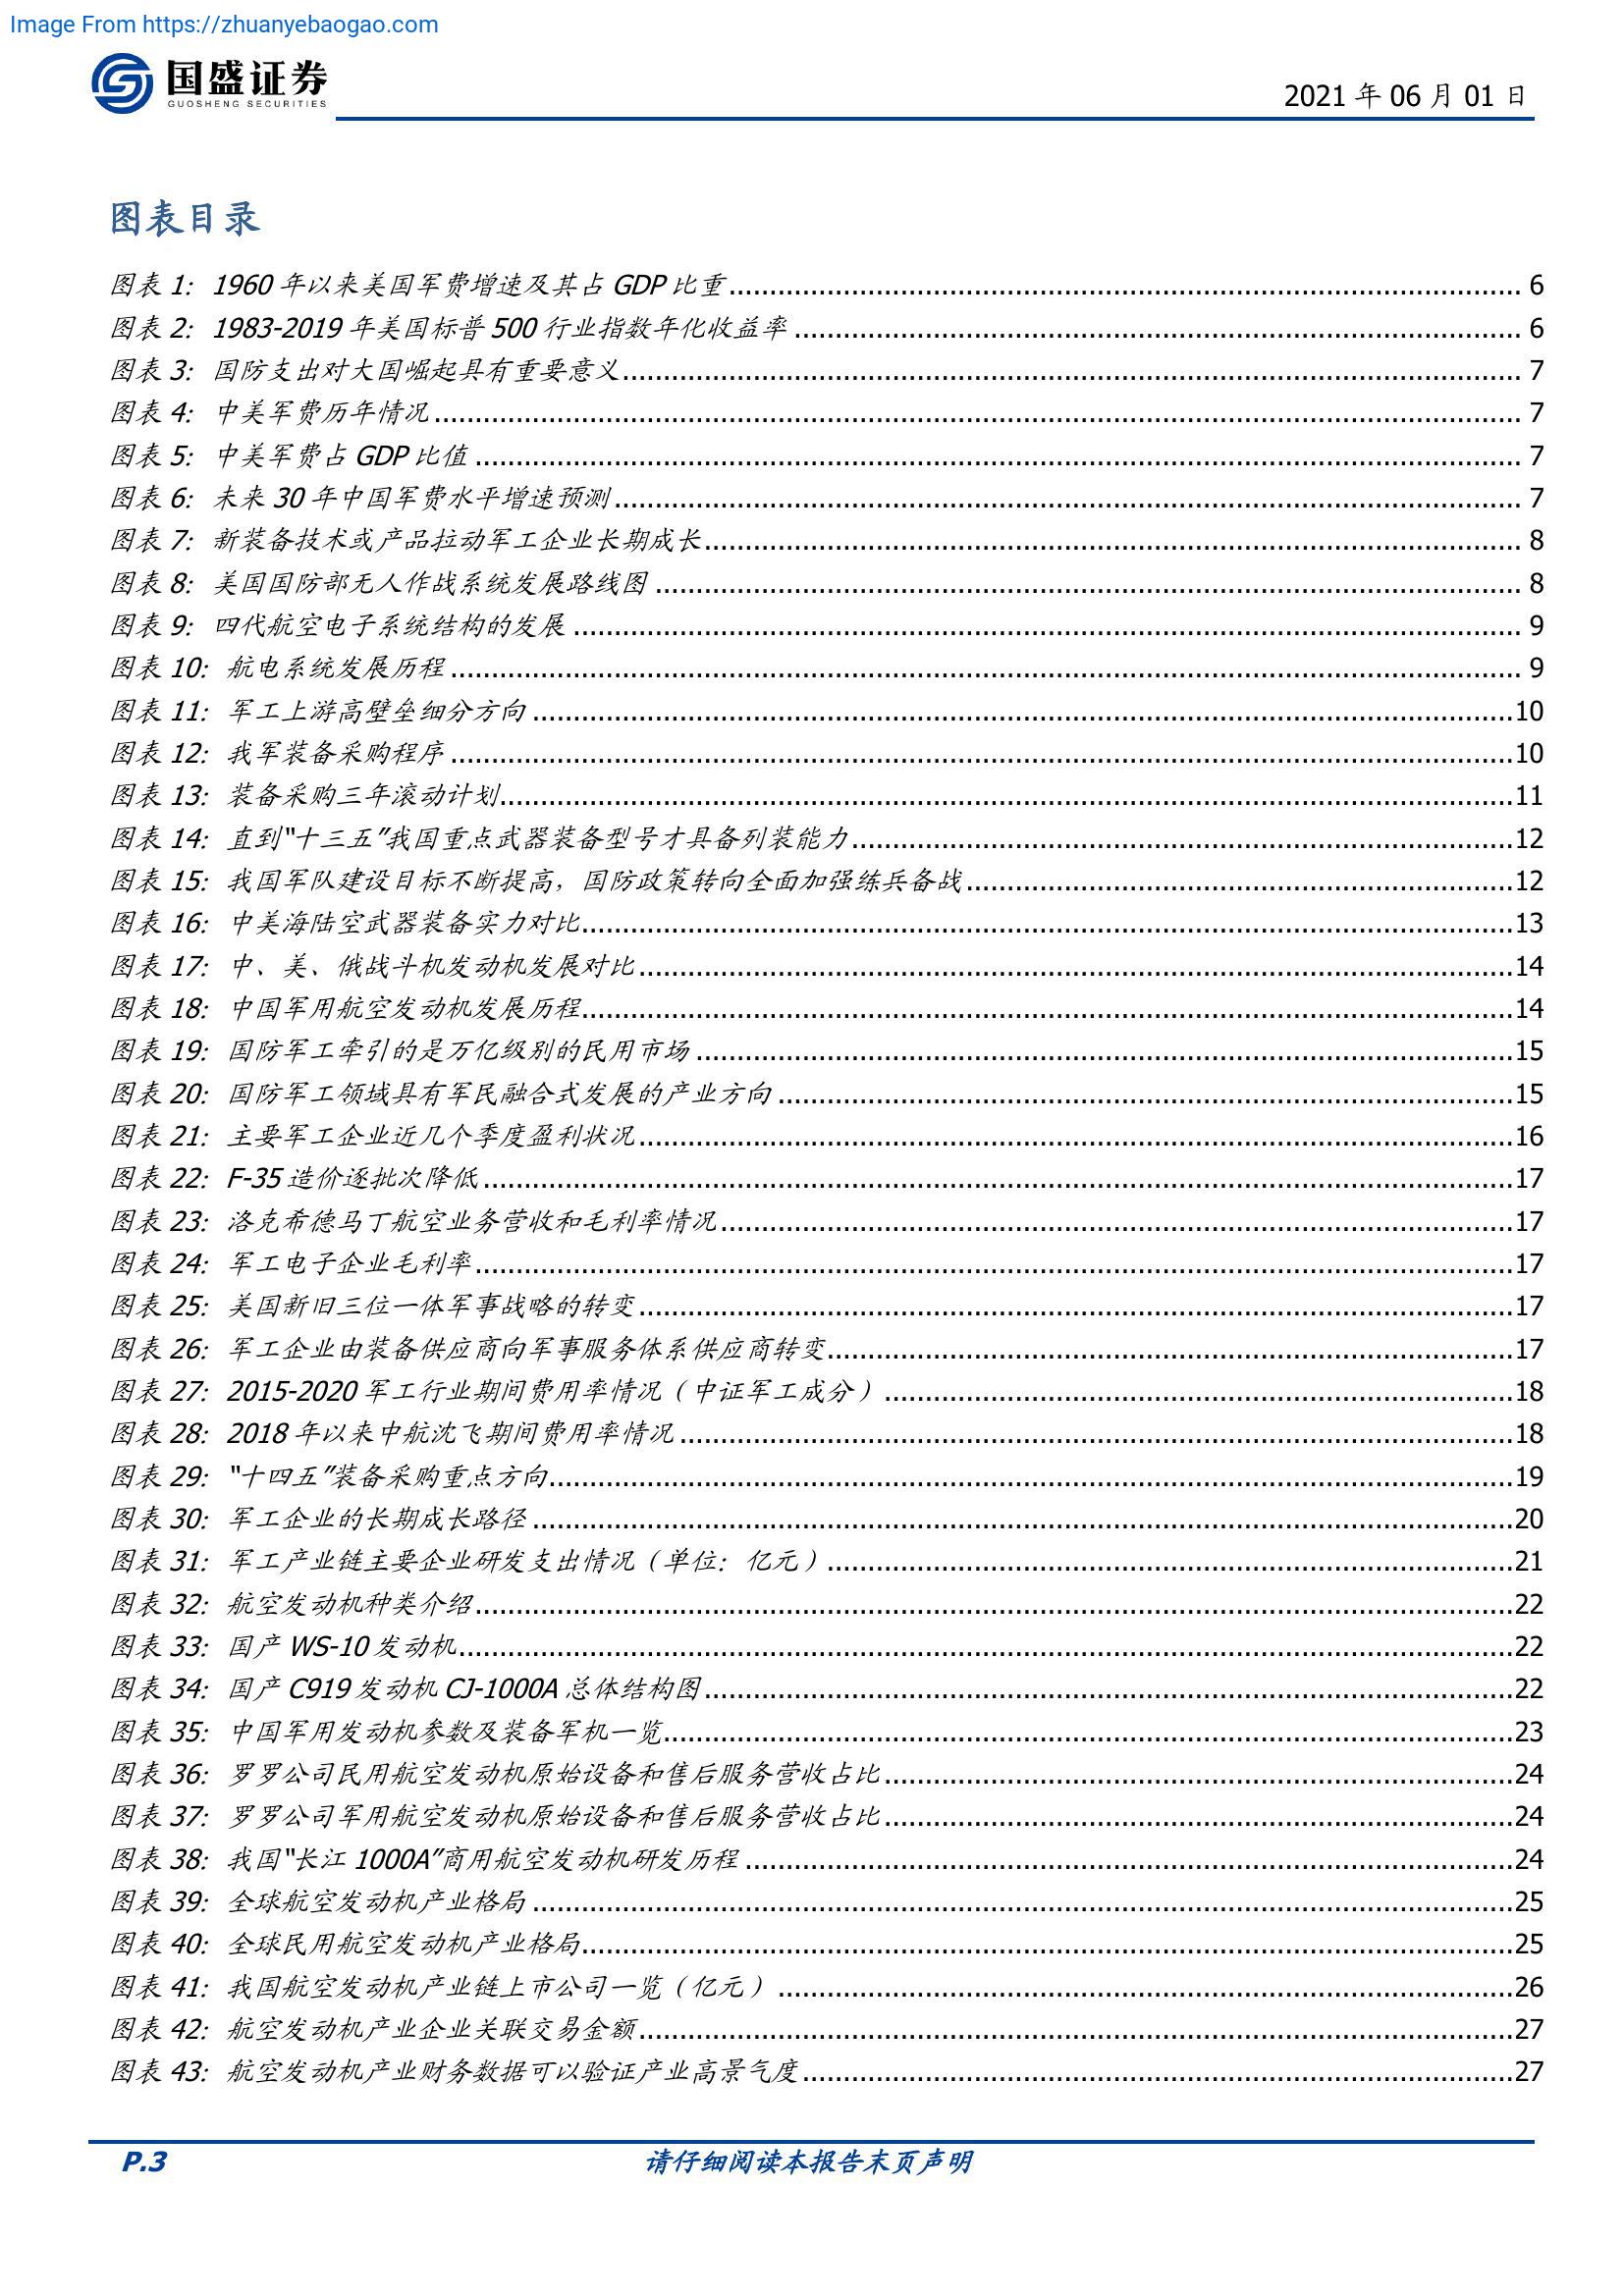 Image From https://zhuanyebaogao.com
国盛证券
GUOSHENG SECURITIES
2021 年 06 月 01 日
图表目录
图表 1: 1960 年以来美国军费增速及其占 GDP 比重 6
图表 2: 1983-2019 年美国标普 500 行业指数年化收益率 6
图表 3: 国防支出对大国崛起具有重要意义 7
图表 4: 中美军费历年情况 7
图表 5: 中美军费占 GDP 比值 7
图表 6: 未来 30 年中国军费水平增速预测 7
图表 7: 新装备技术或产品拉动军工企业长期成长 8
图表 8: 美国国防部无人作战系统发展路线图 8
图表 9: 四代航空电子系统结构的发展 9
图表 10: 航电系统发展历程 9
图表 11: 军工上游高壁垒细分方向 10
图表 12: 我军装备采购程序 10
图表 13: 装备采购三年滚动计划 11
图表 14: 直到“十三五”我国重点武器装备型号才具备列装能力 12
图表 15: 我国军队建设目标不断提高，国防政策转向全面加强练兵备战 12
图表 16: 中美海陆空武器装备实力对比 13
图表 17: 中、美、俄战斗机发动机发展对比 14
图表 18: 中国军用航空发动机发展历程 14
图表 19: 国防军工牵引的是万亿级别的民用市场 15
图表 20: 国防军工领域具有军民融合式发展的产业方向 15
图表 21: 主要军工企业近几个季度盈利状况 16
图表 22: F-35 造价逐批次降低 17
图表 23: 洛克希德马丁航空业务营收和毛利率情况 17
图表 24: 军工电子企业毛利率 17
图表 25: 美国新旧三位一体军事战略的转变 17
图表 26: 军工企业由装备供应商向军事服务体系供应商转变 17
图表 27: 2015-2020 军工行业期间费用率情况（中证军工成分） 18
图表 28: 2018 年以来中航沈飞期间费用率情况 18
图表 29: “十四五”装备采购重点方向 19
图表 30: 军工企业的长期成长路径 20
图表 31: 军工产业链主要企业研发支出情况（单位：亿元） 21
图表 32: 航空发动机种类介绍 22
图表 33: 国产 WS-10 发动机 22
图表 34: 国产 C919 发动机 CJ-1000A 总体结构图 22
图表 35: 中国军用发动机参数及装备军机一览 23
图表 36: 罗罗公司民用航空发动机原始设备和售后服务营收占比 24
图表 37: 罗罗公司军用航空发动机原始设备和售后服务营收占比 24
图表 38: 我国“长江 1000A”商用航空发动机研发历程 24
图表 39: 全球航空发动机产业格局 25
图表 40: 全球民用航空发动机产业格局 25
图表 41: 我国航空发动机产业链上市公司一览（亿元） 26
图表 42: 航空发动机产业企业关联交易金额 27
图表 43: 航空发动机产业财务数据可以验证产业高景气度 27
P.3 请仔细阅读本报告末页声明